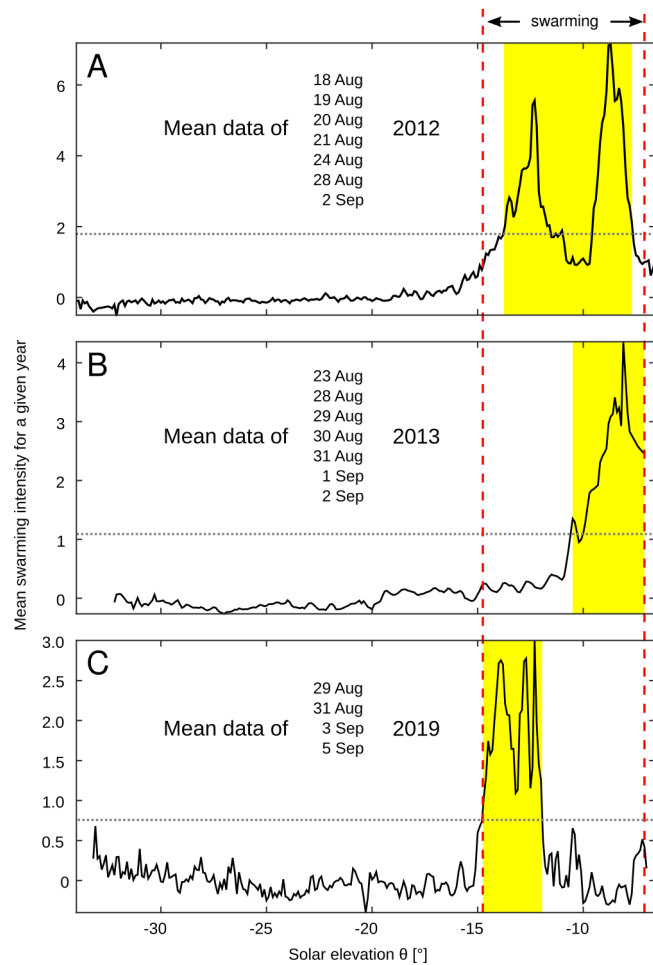 swarming
A
6
4
2
0
Mean data of
18 Aug
19 Aug
20 Aug
21 Aug
24 Aug
28 Aug
2 Sep
2012
B
4
3
2
1
0
Mean data of
23 Aug
28 Aug
29 Aug
30 Aug
31 Aug
1 Sep
2 Sep
2013
C
3.0
2.5
2.0
1.5
1.0
0.5
0
Mean data of
29 Aug
31 Aug
3 Sep
5 Sep
2019
-30
-25
-20
-15
-10
Mean swarming intensity for a given year
Solar elevation θ [°]